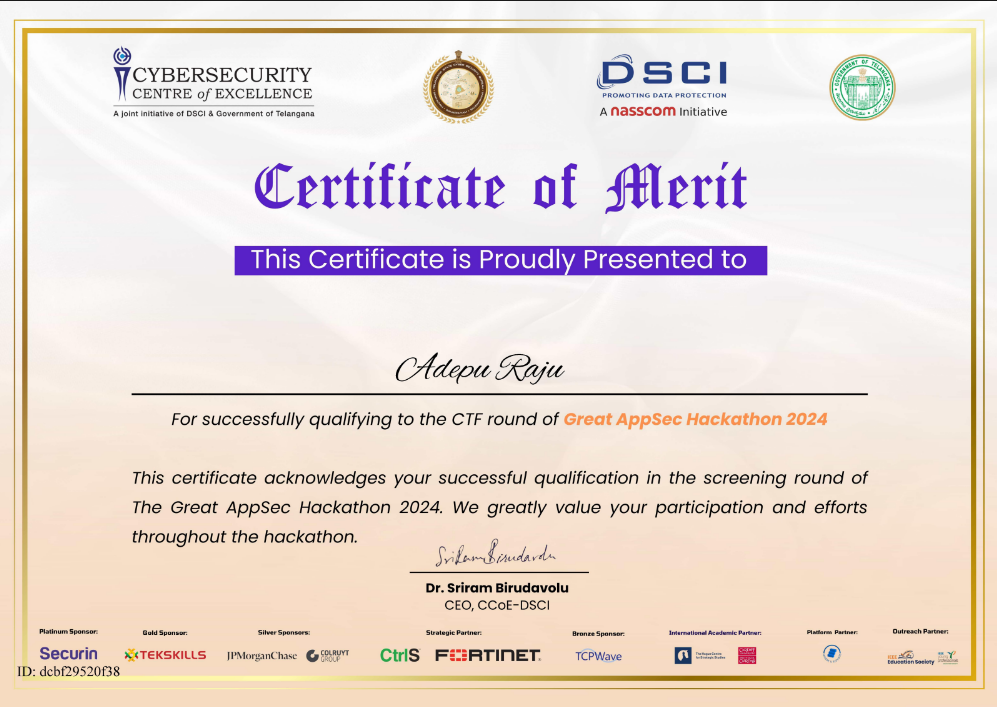 CYBERSECURITY
CENTRE of EXCELLENCE
A joint initiative of DSCI & Government of Telangana
DSCI
PROMOTING DATA PROTECTION
A nasscom Initiative
GOVERNMENT OF TELANGANA
Certificate of Merit
This Certificate is Proudly Presented to
Adepu Raju
For successfully qualifying to the CTF round of Great AppSec Hackathon 2024
This certificate acknowledges your successful qualification in the screening round of
The Great AppSec Hackathon 2024. We greatly value your participation and efforts
throughout the hackathon.
Sriram Birudavolu
Dr. Sriram Birudavolu
CEO, CCoE-DSCI
Platinum Sponsor: Gold Sponsor: Silver Sponsors: Strategic Partner: Bronze Sponsor: International Academic Partner: Platform Partner: Outreach Partner:
Securin TEKSKILLS JPMorganChase COLRUYT GROUP CtrlS FORTINET TCPWave
Education Society
ID: dcbf29520f38